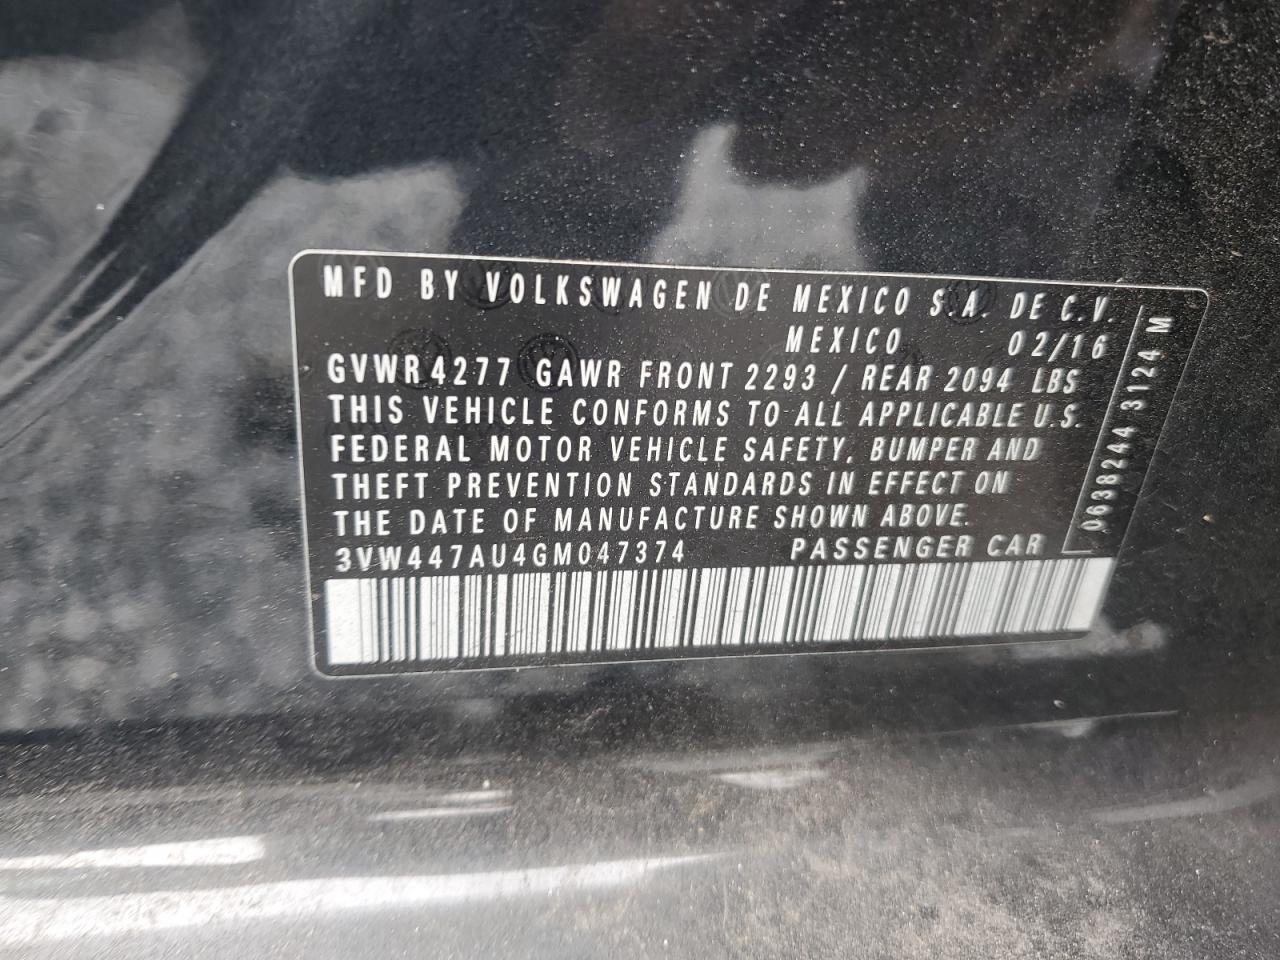 MFD BY VOLKSWAGEN DE MEXICO S.A. DE C.V.
MEXICO 02/16
GVWR 4277 GAWR FRONT 2293 / REAR 2094 LBS
THIS VEHICLE CONFORMS TO ALL APPLICABLE U.S.
FEDERAL MOTOR VEHICLE SAFETY, BUMPER AND
THEFT PREVENTION STANDARDS IN EFFECT ON
THE DATE OF MANUFACTURE SHOWN ABOVE.
3VW447AU4GM047374 PASSENGER CAR
0638244 3124 M